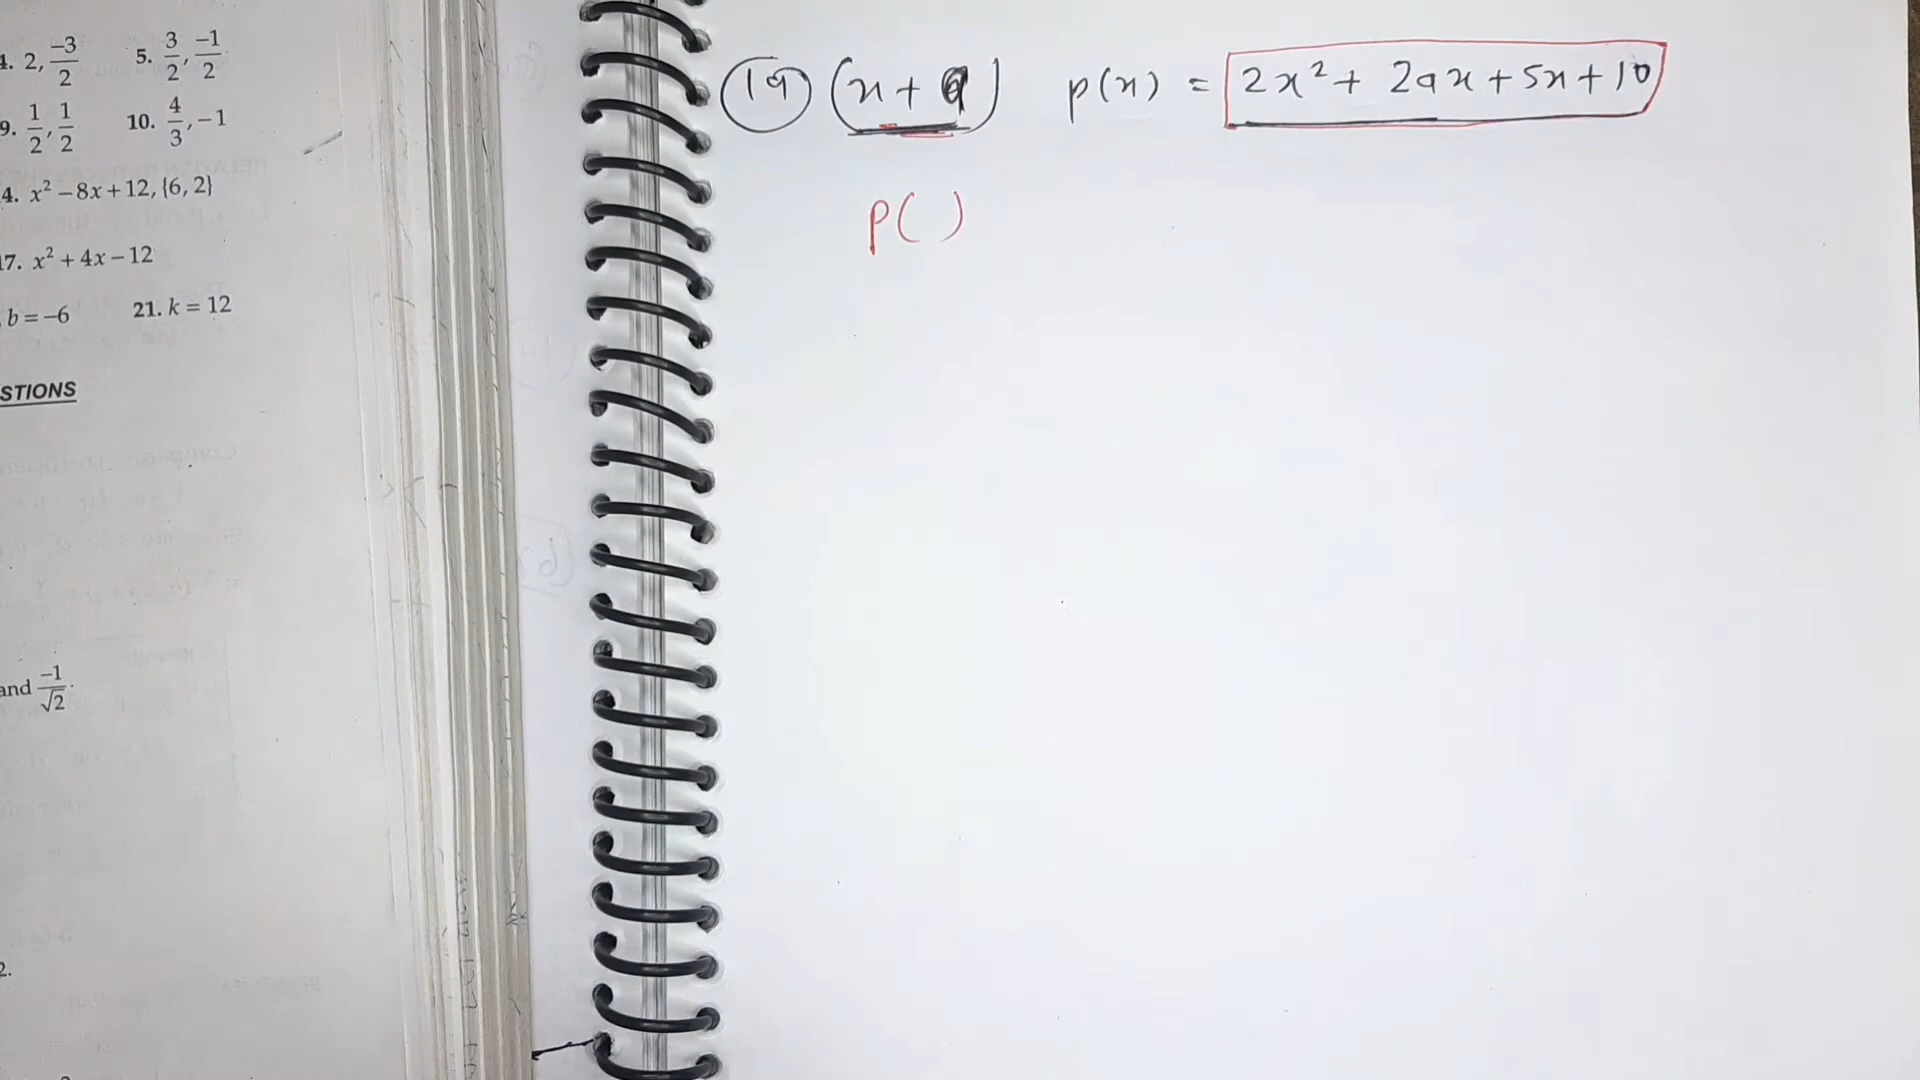 4. 2, -3/2 5. 3/2, -1/2
9. 1/2, 1/2 10. 4/3, -1
4. x² – 8x + 12, {6, 2}
17. x² + 4x – 12
b = –6 21. k = 12
STIONS
and -1/√2.
2.
(19) (x + a) p(x) = 2x² + 2ax + 5x + 10
p( )